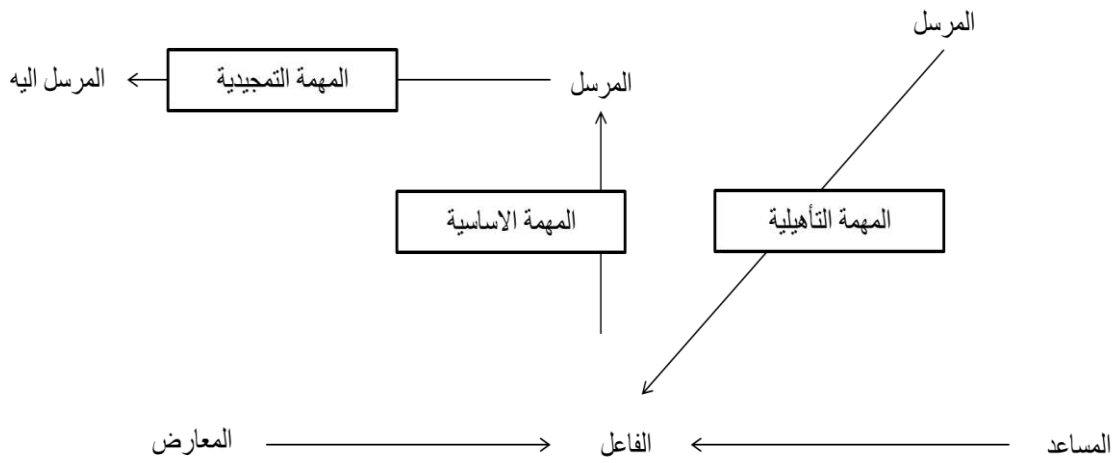 المرسل
المرسل
المهمة التمجيدية
المرسل اليه
المهمة التأهيلية
المهمة الاساسية
المساعد
الفاعل
المعارض